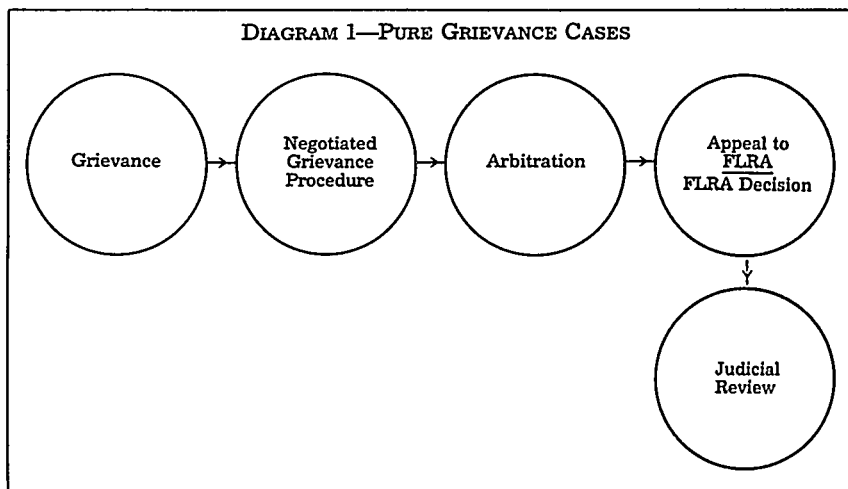 DIAGRAM 1—PURE GRIEVANCE CASES
Grievance
Negotiated
Grievance
Procedure
Arbitration
Appeal to
FLRA
FLRA Decision
Judicial
Review